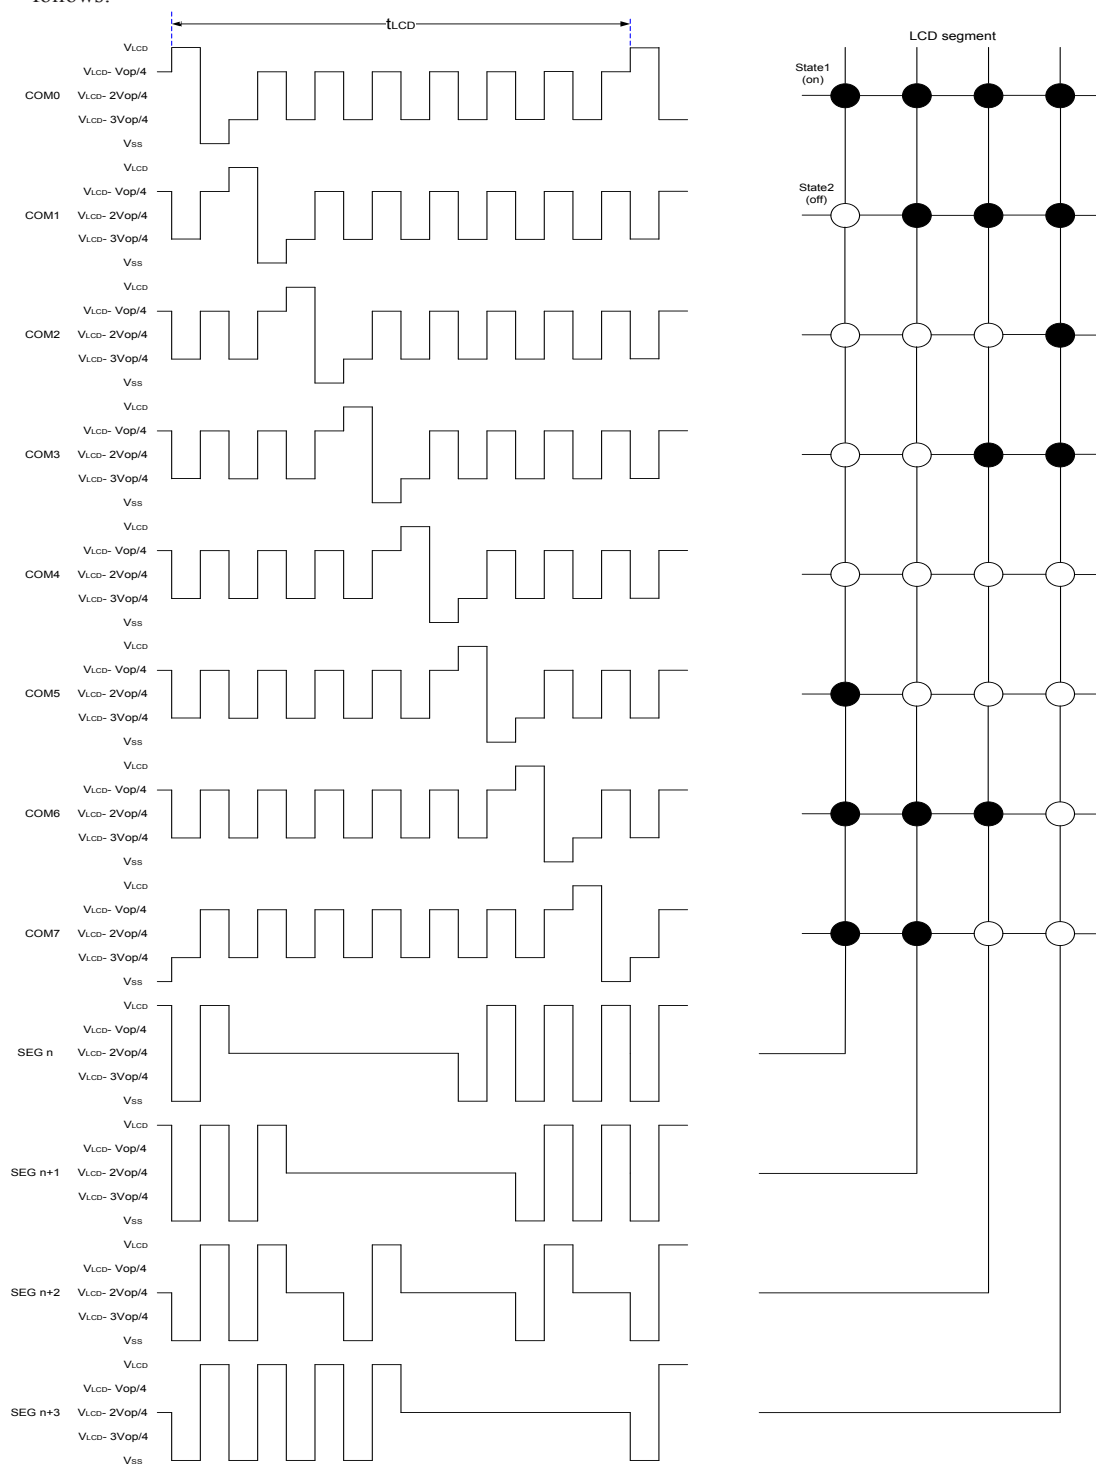 follows:
tLCD
LCD segment
State1
(on)
State2
(off)
VLCD
VLCD- Vop/4
COM0 VLCD- 2Vop/4
VLCD- 3Vop/4
VSS
VLCD
VLCD- Vop/4
COM1 VLCD- 2Vop/4
VLCD- 3Vop/4
VSS
VLCD
VLCD- Vop/4
COM2 VLCD- 2Vop/4
VLCD- 3Vop/4
VSS
VLCD
VLCD- Vop/4
COM3 VLCD- 2Vop/4
VLCD- 3Vop/4
VSS
VLCD
VLCD- Vop/4
COM4 VLCD- 2Vop/4
VLCD- 3Vop/4
VSS
VLCD
VLCD- Vop/4
COM5 VLCD- 2Vop/4
VLCD- 3Vop/4
VSS
VLCD
VLCD- Vop/4
COM6 VLCD- 2Vop/4
VLCD- 3Vop/4
VSS
VLCD
VLCD- Vop/4
COM7 VLCD- 2Vop/4
VLCD- 3Vop/4
VSS
VLCD
VLCD- Vop/4
SEG n VLCD- 2Vop/4
VLCD- 3Vop/4
VSS
VLCD
VLCD- Vop/4
SEG n+1 VLCD- 2Vop/4
VLCD- 3Vop/4
VSS
VLCD
VLCD- Vop/4
SEG n+2 VLCD- 2Vop/4
VLCD- 3Vop/4
VSS
VLCD
VLCD- Vop/4
SEG n+3 VLCD- 2Vop/4
VLCD- 3Vop/4
VSS